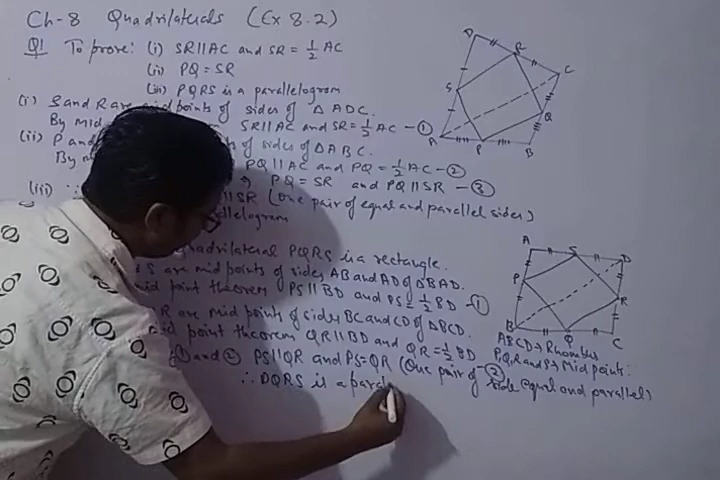 Ch-8 Quadrilaterals (Ex 8.2)
Q1 To prove: (i) SR||AC and SR = 1/2 AC
(ii) PQ = SR
(iii) PQRS is a parallelogram
(i) S and R are mid points of sides of △ADC.
By Mid SR||AC and SR = 1/2 AC —①
(ii) P and of sides of △ABC.
By PQ||AC and PQ = 1/2 AC —②
⇒ PQ = SR and PQ||SR —③
(iii) ∴ ||SR (One pair of equal and parallel sides)
Quadrilateral PQRS is a rectangle.
S are mid points of sides AB and AD of △BAD.
mid point theorem PS||BD and PS = 1/2 BD —①
R are mid points of sides BC and CD of △BCD.
point theorem QR||BD and QR = 1/2 BD —②
① and ② PS||QR and PS=QR (One pair of side equal and parallel)
∴ PQRS is a para
D
R
C
S
Q
A
P
B
A
S
D
P
R
B
Q
C
ABCD→Rhombus
P,Q,R and S→Midpoints